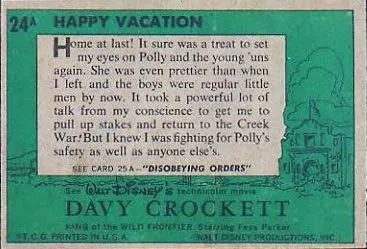 24A HAPPY VACATION
Home at last! It sure was a treat to set
my eyes on Polly and the young 'uns
again. She was even prettier than when
I left and the boys were regular little
men by now. It took a powerful lot of
talk from my conscience to get me to
pull up stakes and return to the Creek
War. But I knew I was fighting for Polly's
safety as well as anyone else's.
SEE CARD 25A—"DISOBEYING ORDERS"
See WALT DISNEY'S technicolor movie
DAVY CROCKETT
KING of the WILD FRONTIER Starring Fess Parker
©T.C.G. PRINTED IN U.S.A. © WALT DISNEY PRODUCTIONS, INC.